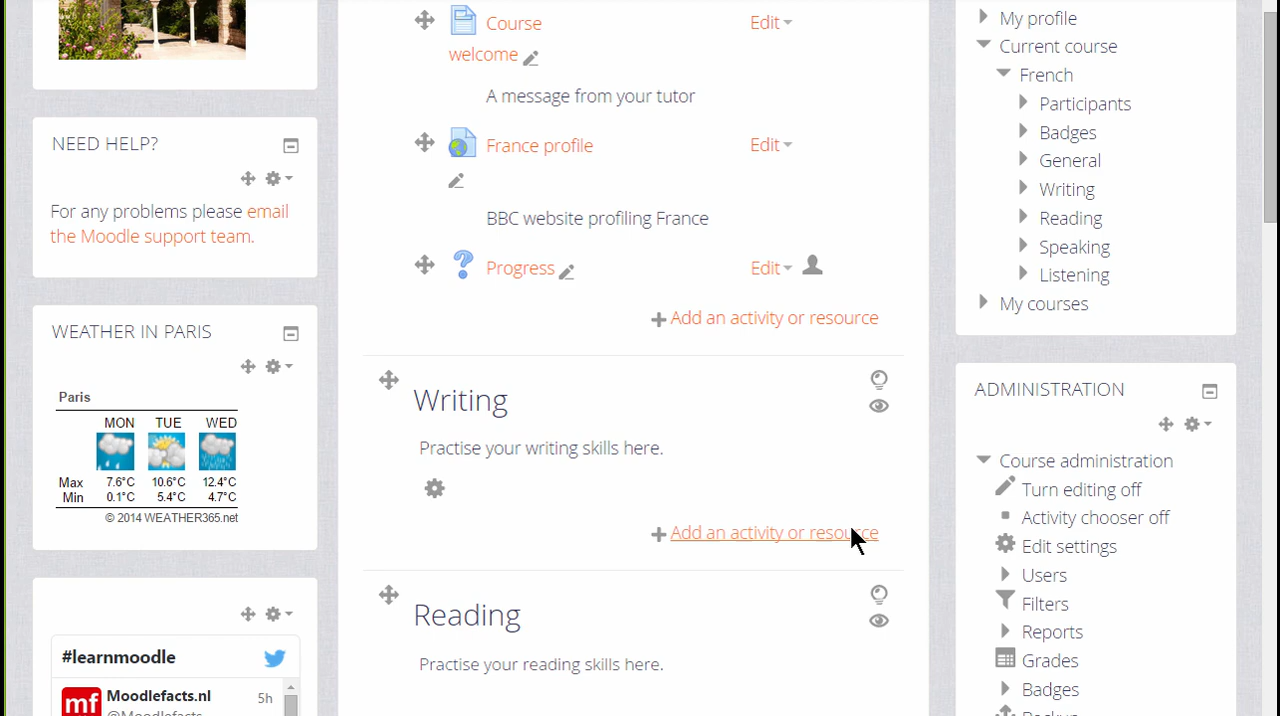 NEED HELP?
For any problems please email
the Moodle support team.
WEATHER IN PARIS
Paris
MON TUE WED
Max 7.6°C 10.6°C 12.4°C
Min 0.1°C 5.4°C 4.7°C
© 2014 WEATHER365.net
#learnmoodle
mf Moodlefacts.nl 5h
@Moodlefacts
Course Edit
welcome
A message from your tutor
France profile Edit
BBC website profiling France
Progress Edit
Add an activity or resource
Writing
Practise your writing skills here.
Add an activity or resource
Reading
Practise your reading skills here.
My profile
Current course
French
Participants
Badges
General
Writing
Reading
Speaking
Listening
My courses
ADMINISTRATION
Course administration
Turn editing off
Activity chooser off
Edit settings
Users
Filters
Reports
Grades
Badges
Backup